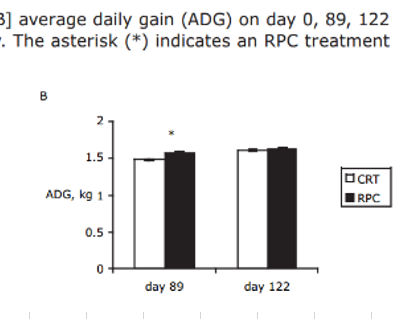 B] average daily gain (ADG) on day 0, 89, 122
. The asterisk (*) indicates an RPC treatment
B
2
*
1.5
ADG, kg 1
0.5
0
CRT
RPC
day 89 day 122